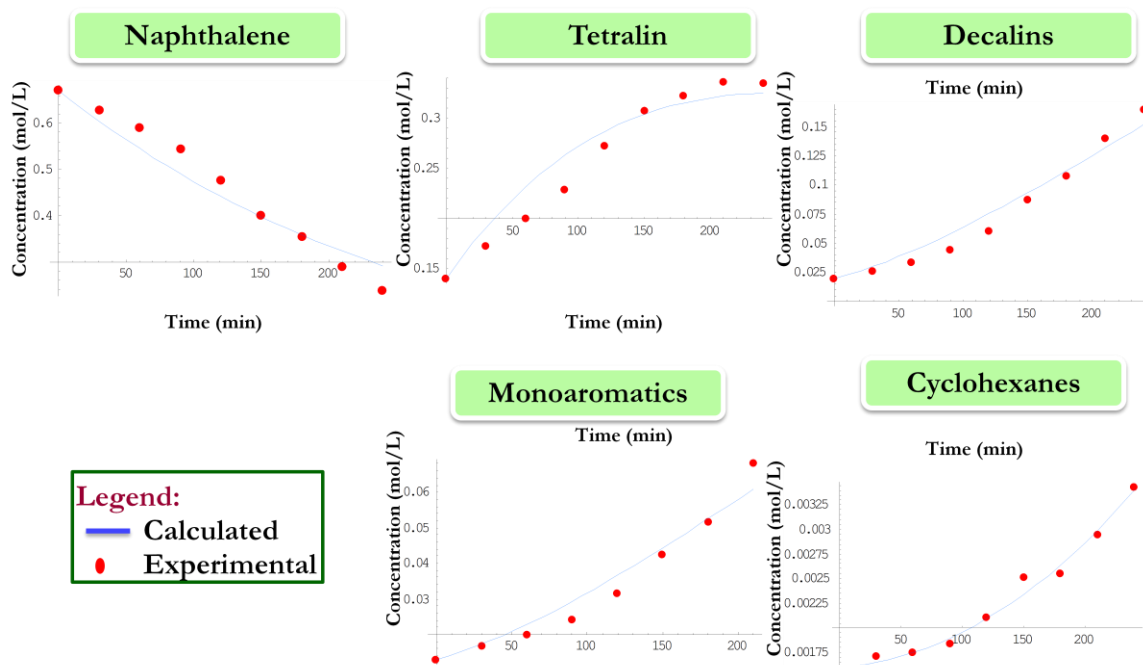 Naphthalene
Concentration (mol/L)
0.6
0.5
0.4
50
100
150
200
Time (min)
Tetralin
Concentration (mol/L)
0.3
0.25
0.15
50
100
150
200
Time (min)
Decalins
Time (min)
Concentration (mol/L)
0.15
0.125
0.1
0.075
0.05
0.025
50
100
150
200
Legend:
Calculated
Experimental
Monoaromatics
Time (min)
Concentration (mol/L)
0.06
0.05
0.04
0.03
50
100
150
200
Cyclohexanes
Time (min)
Concentration (mol/L)
0.00325
0.003
0.00275
0.0025
0.00225
0.00175
50
100
150
200